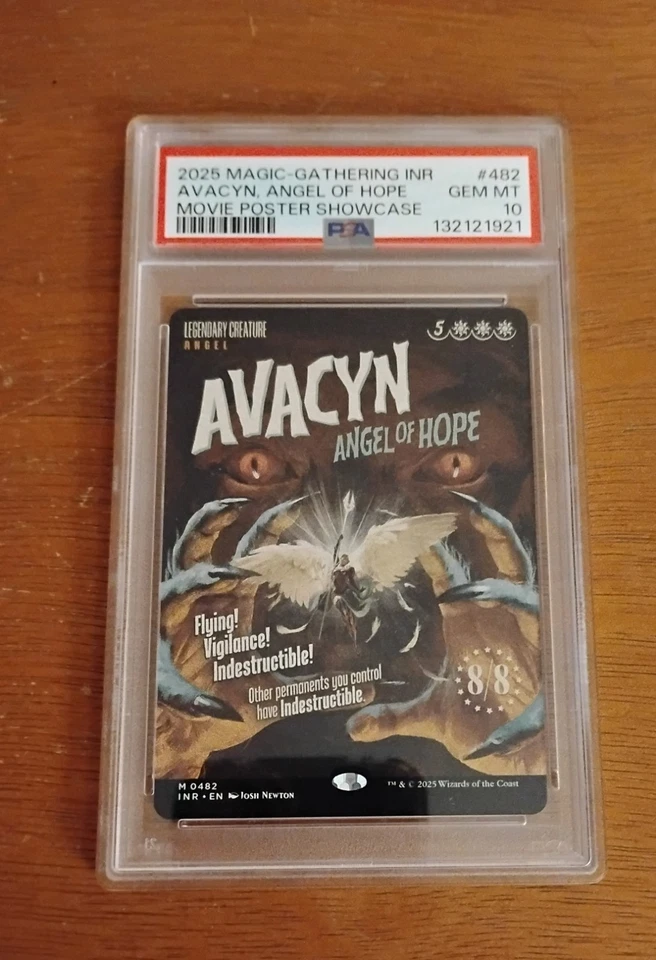 2025 MAGIC-GATHERING INR #482
AVACYN, ANGEL OF HOPE GEM MT
MOVIE POSTER SHOWCASE 10
PSA 132121921
LEGENDARY CREATURE 5
ANGEL
AVACYN
ANGEL OF HOPE
Flying!
Vigilance!
Indestructible!
Other permanents you control
have Indestructible.
8/8
M 0482
INR • EN JOSH NEWTON
™ & © 2025 Wizards of the Coast